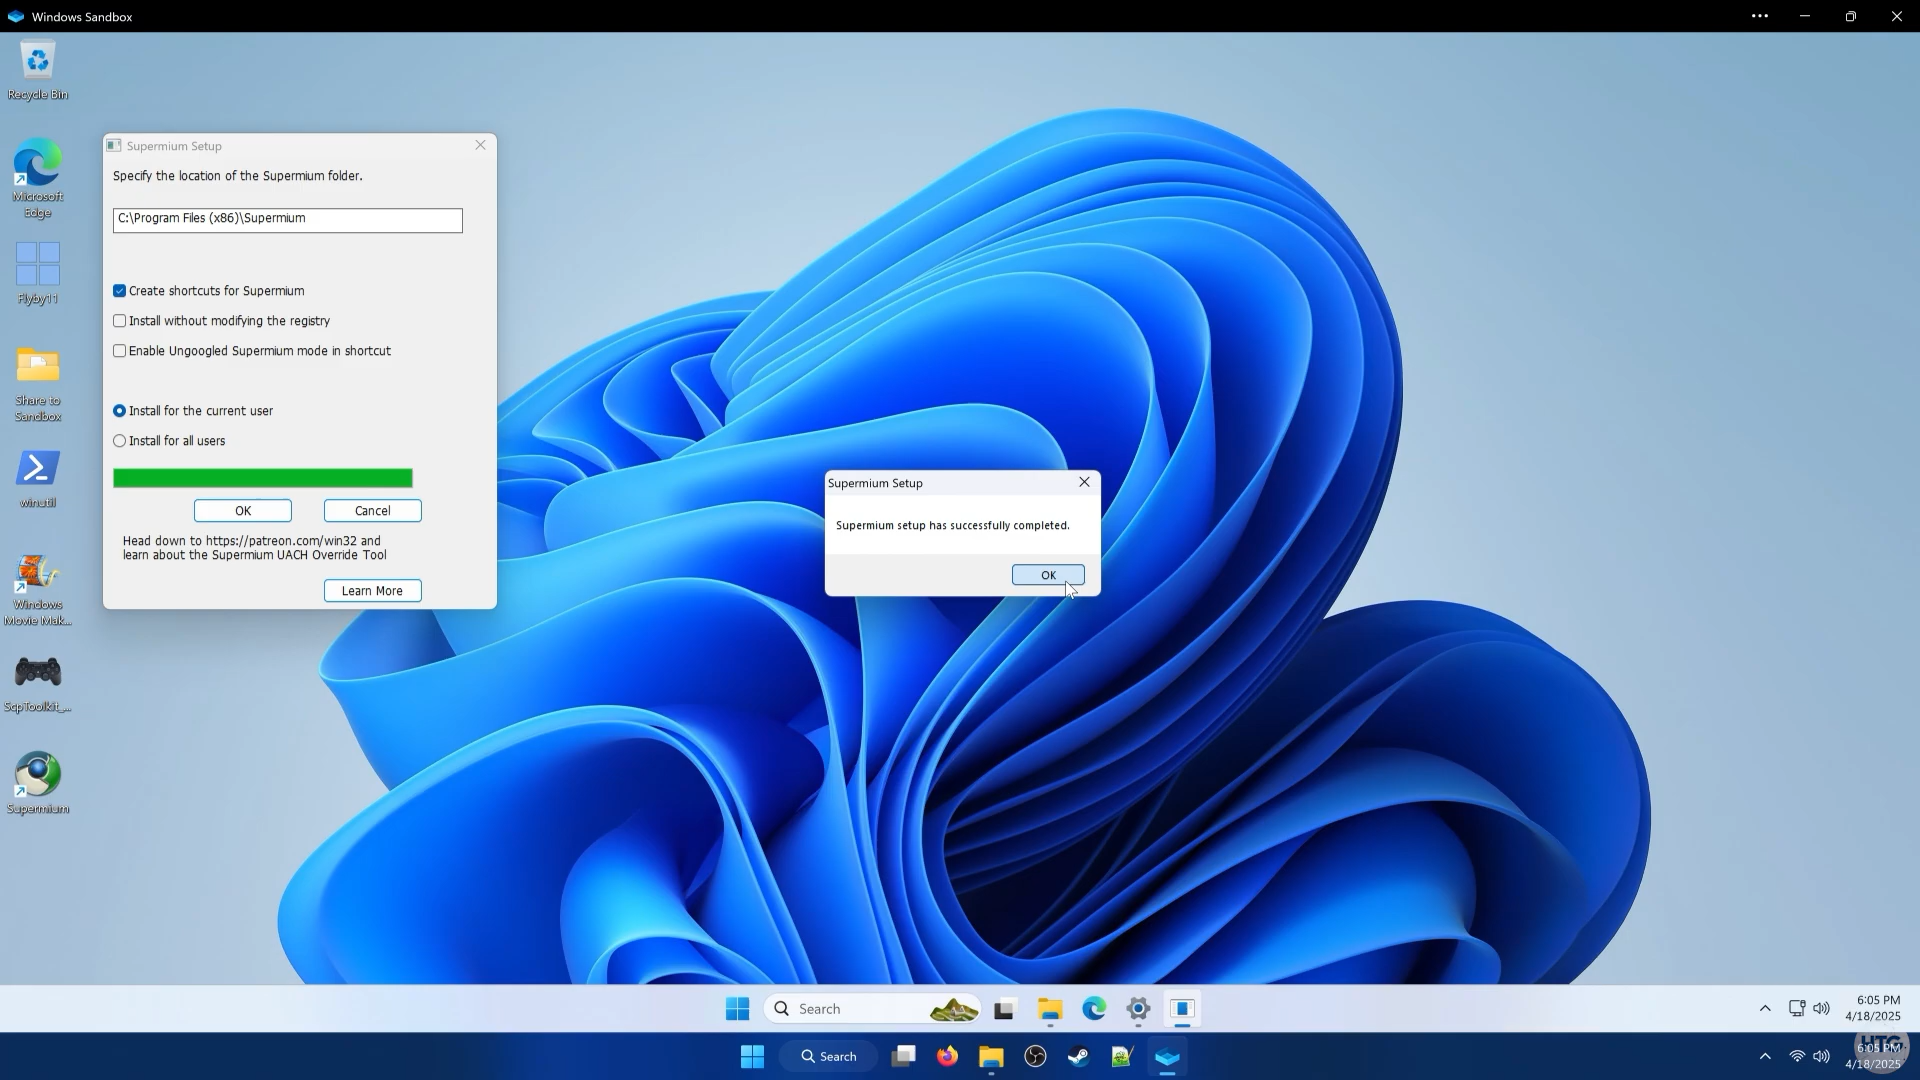 Windows Sandbox
Recycle Bin
Microsoft
Edge
Flyby11
Share to
Sandbox
winutil
Windows
Movie Mak...
ScpToolkit_...
Supermium
Supermium Setup
Specify the location of the Supermium folder.
C:\Program Files (x86)\Supermium
Create shortcuts for Supermium
Install without modifying the registry
Enable Ungoogled Supermium mode in shortcut
Install for the current user
Install for all users
OK
Cancel
Head down to https://patreon.com/win32 and
learn about the Supermium UACH Override Tool
Learn More
Supermium Setup
Supermium setup has successfully completed.
OK
Search
6:05 PM
4/18/2025
Search
6:05 PM
4/18/2025
HTG